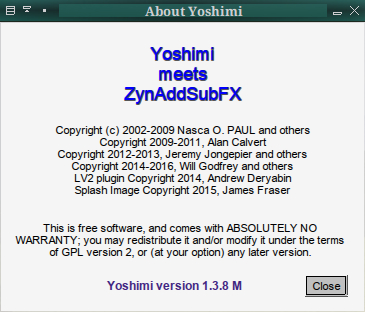 About Yoshimi
Yoshimi
meets
ZynAddSubFX
Copyright (c) 2002-2009 Nasca O. PAUL and others
Copyright 2009-2011, Alan Calvert
Copyright 2012-2013, Jeremy Jongepier and others
Copyright 2014-2016, Will Godfrey and others
LV2 plugin Copyright 2014, Andrew Deryabin
Splash Image Copyright 2015, James Fraser
This is free software, and comes with ABSOLUTELY NO
WARRANTY; you may redistribute it and/or modify it under the terms
of GPL version 2, or (at your option) any later version.
Yoshimi version 1.3.8 M
Close